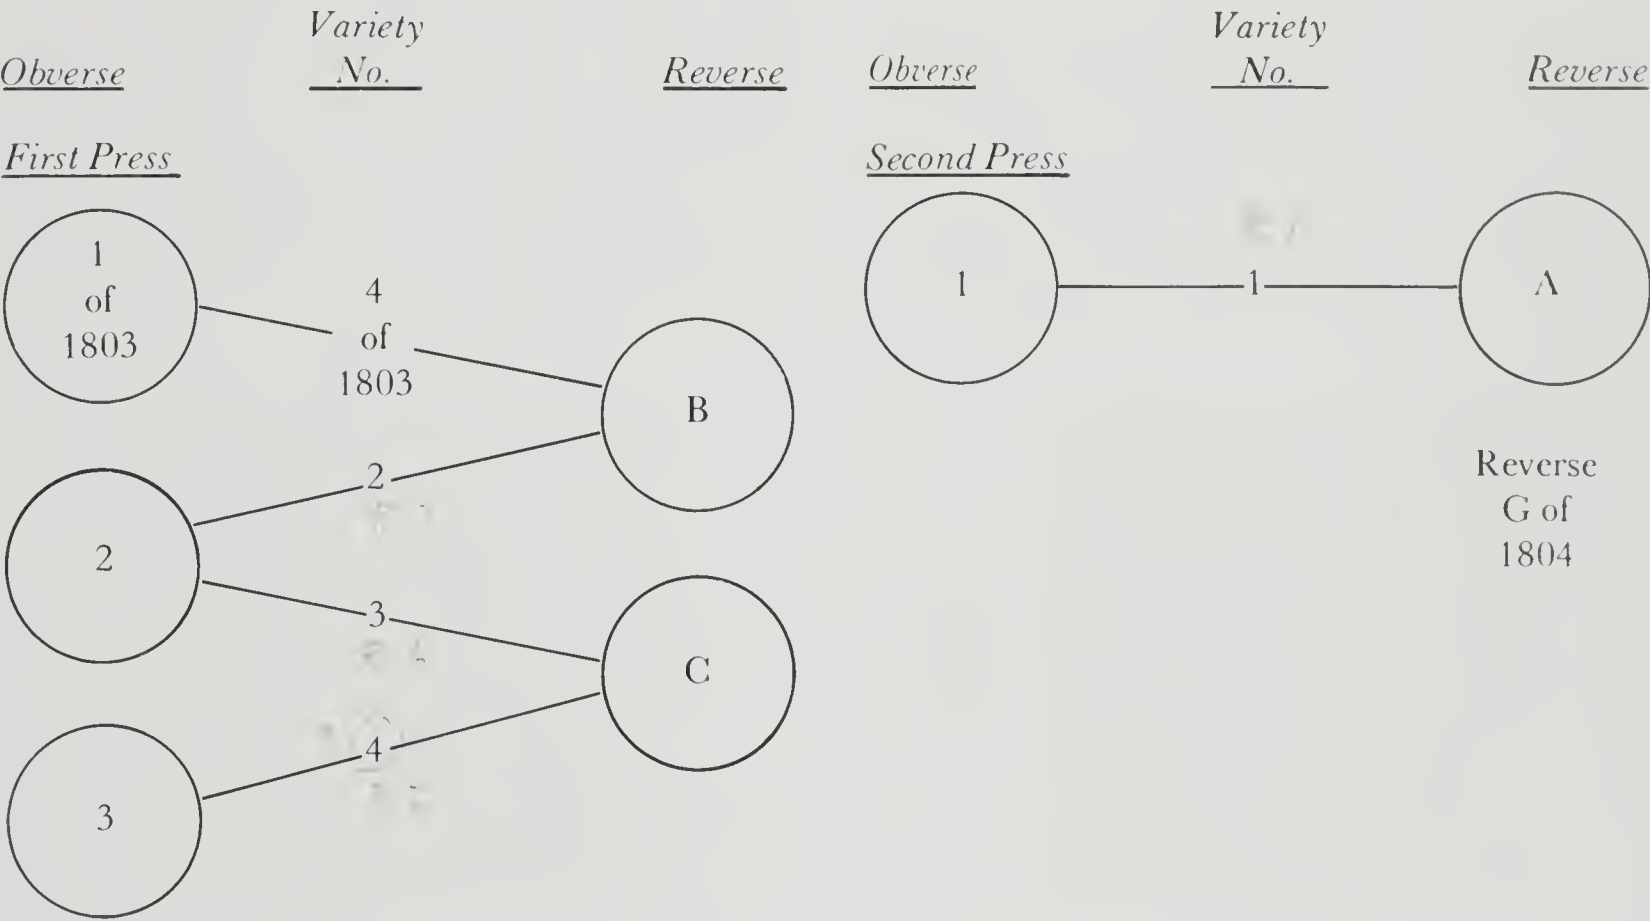 Obverse
Variety
No.
Reverse
First Press
1
of
1803
4
of
1803
B
2
2
3
C
4
3
Obverse
Variety
No.
Reverse
Second Press
1
1
A
Reverse
G of
1804